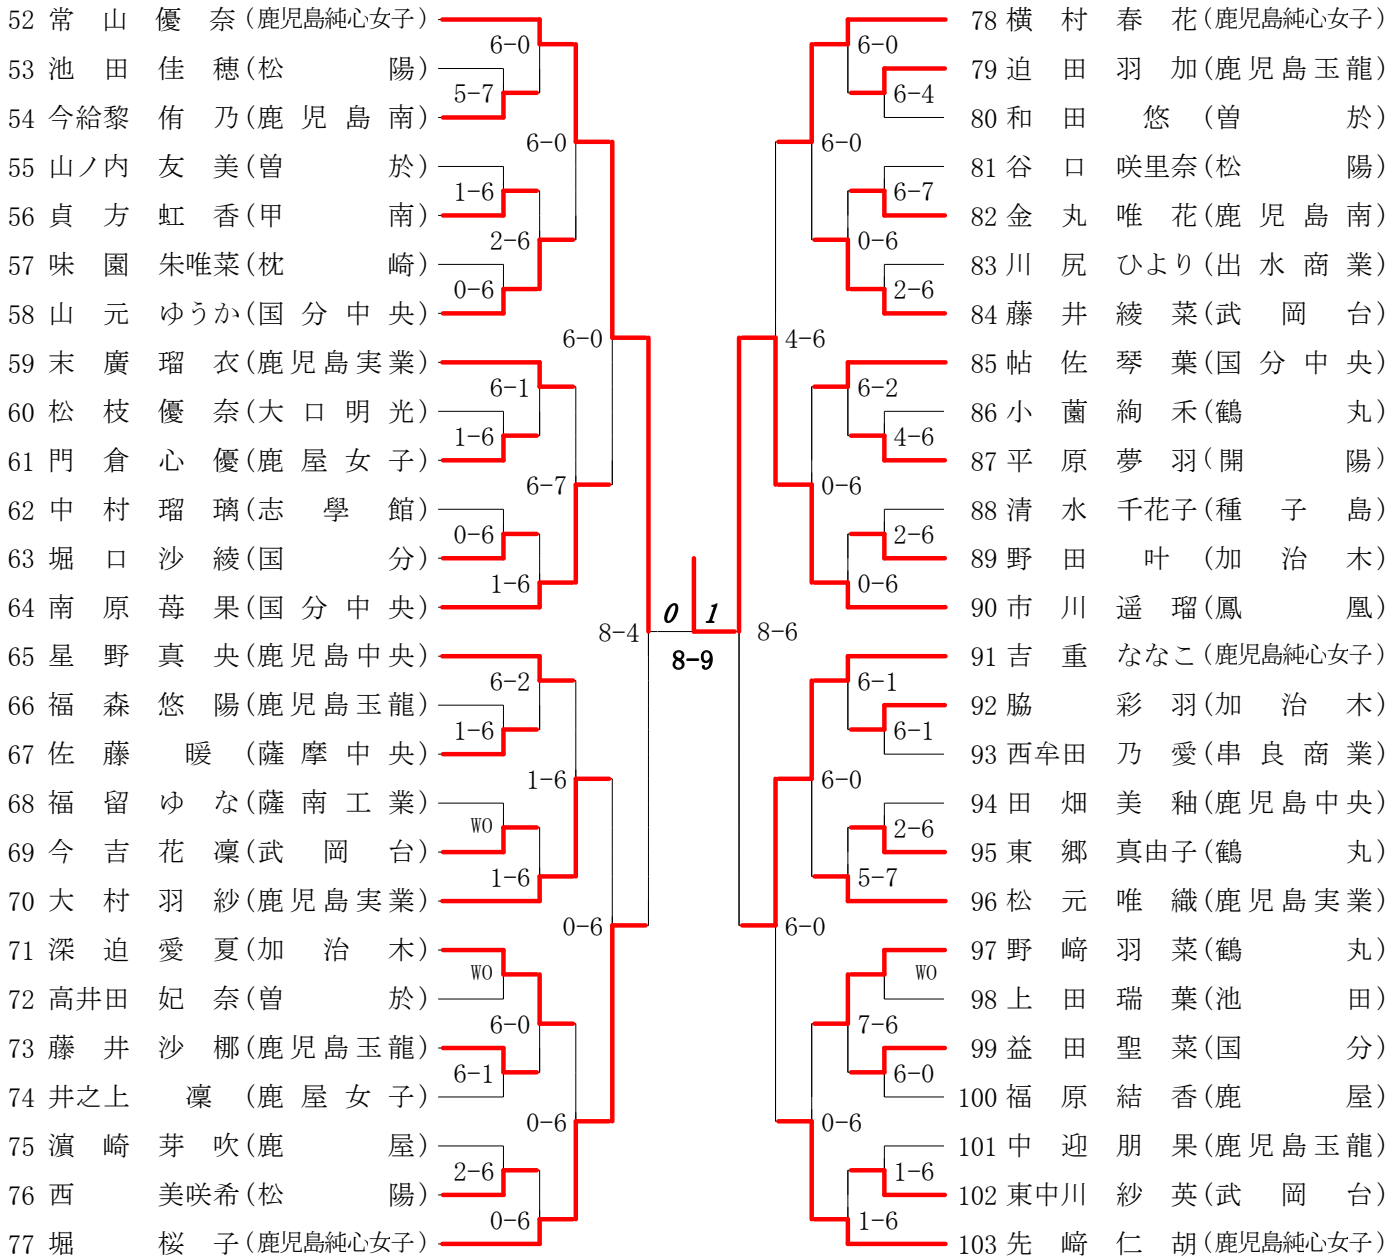 52 常山優奈(鹿児島純心女子)
53 池田佳穂(松陽)
54 今給黎侑乃(鹿児島南)
55 山ノ内友美(曽於)
56 貞方虹香(甲南)
57 味園朱唯菜(枕崎)
58 山元ゆうか(国分中央)
59 末廣瑠衣(鹿児島実業)
60 松枝優奈(大口明光)
61 門倉心優(鹿屋女子)
62 中村瑠璃(志學館)
63 堀口沙綾(国分)
64 南原苺果(国分中央)
65 星野真央(鹿児島中央)
66 福森悠陽(鹿児島玉龍)
67 佐藤暖(薩摩中央)
68 福留ゆな(薩南工業)
69 今吉花凜(武岡台)
70 大村羽紗(鹿児島実業)
71 深迫愛夏(加治木)
72 高井田妃奈(曽於)
73 藤井沙梛(鹿児島玉龍)
74 井之上凜(鹿屋女子)
75 濵崎芽吹(鹿屋)
76 西美咲希(松陽)
77 堀桜子(鹿児島純心女子)
6-0
5-7
6-0
1-6
2-6
0-6
6-0
6-1
1-6
6-7
0-6
1-6
8-4
6-2
1-6
1-6
WO
1-6
0-6
WO
6-0
6-1
0-6
2-6
0-6
0 1
8-9
78 横村春花(鹿児島純心女子)
79 迫田羽加(鹿児島玉龍)
80 和田悠(曽於)
81 谷口咲里奈(松陽)
82 金丸唯花(鹿児島南)
83 川尻ひより(出水商業)
84 藤井綾菜(武岡台)
85 帖佐琴葉(国分中央)
86 小薗絢禾(鶴丸)
87 平原夢羽(開陽)
88 清水千花子(種子島)
89 野田叶(加治木)
90 市川遥瑠(鳳凰)
91 吉重ななこ(鹿児島純心女子)
92 脇彩羽(加治木)
93 西牟田乃愛(串良商業)
94 田畑美釉(鹿児島中央)
95 東郷真由子(鶴丸)
96 松元唯織(鹿児島実業)
97 野﨑羽菜(鶴丸)
98 上田瑞葉(池田)
99 益田聖菜(国分)
100 福原結香(鹿屋)
101 中迎朋果(鹿児島玉龍)
102 東中川紗英(武岡台)
103 先﨑仁胡(鹿児島純心女子)
6-0
6-4
6-0
6-7
0-6
2-6
4-6
6-2
4-6
0-6
2-6
0-6
8-6
6-1
6-1
6-0
2-6
5-7
6-0
WO
7-6
6-0
0-6
1-6
1-6